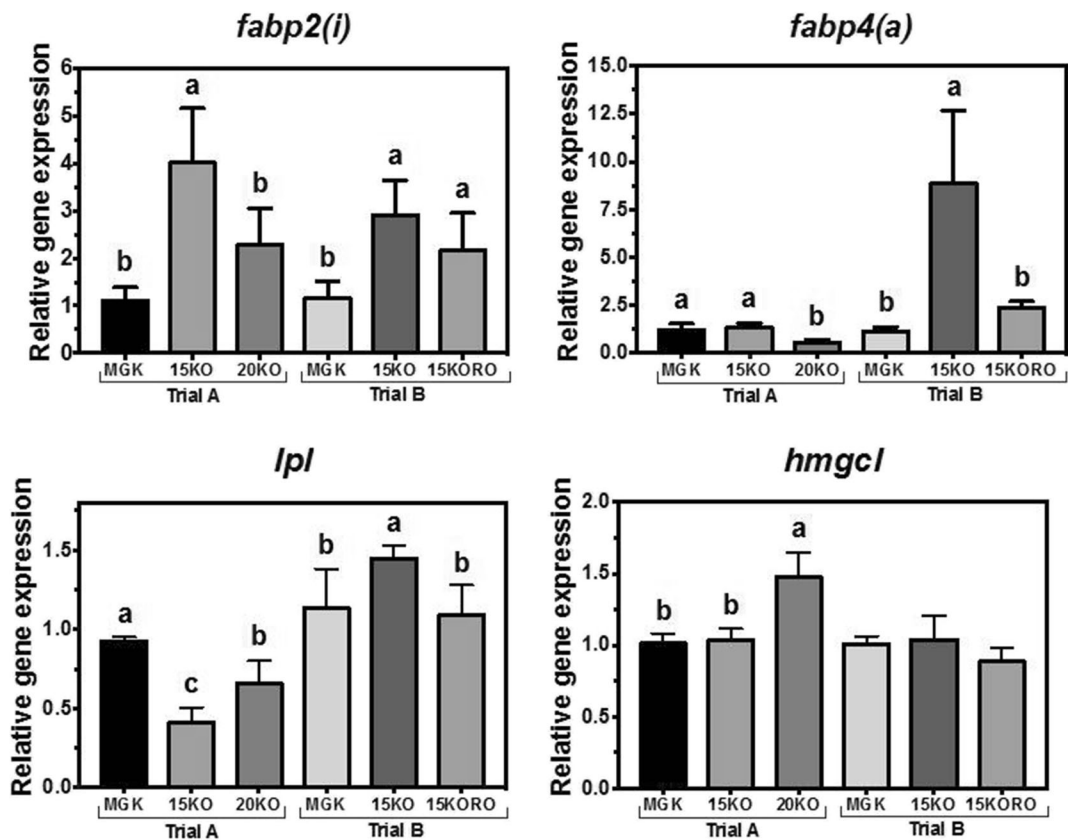 fabp2(i)
Relative gene expression
6
5
4
3
2
1
0
b
a
b
b
a
a
MGK 15KO 20KO MGK 15KO 15KORO
Trial A Trial B
fabp4(a)
Relative gene expression
15.0
12.5
10.0
7.5
5.0
2.5
0.0
a
a
b
b
a
b
MGK 15KO 20KO MGK 15KO 15KORO
Trial A Trial B
lpl
Relative gene expression
1.5
1.0
0.5
0.0
a
c
b
b
a
b
MGK 15KO 20KO MGK 15KO 15KORO
Trial A Trial B
hmgcl
Relative gene expression
2.0
1.5
1.0
0.5
0.0
b
b
a
MGK 15KO 20KO MGK 15KO 15KORO
Trial A Trial B